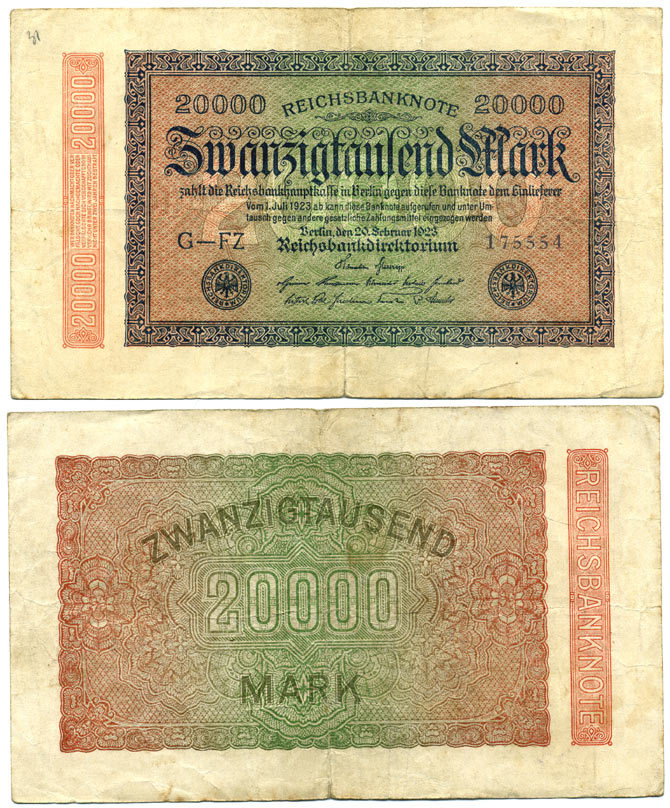 31
20000 20000
REICHSBANKNOTE
Zwanzigtausend Mark
zahlt die Reichsbankhauptkasse in Berlin gegen diese Banknote dem Einlieferer
Vom 1. Juli 1923 ab kann diese Banknote aufgerufen und unter Um-
tausch gegen andere gesetzliche Zahlungsmittel eingezogen werden
Berlin, den 20. Februar 1923
G—FZ Reichsbankdirektorium 175554
20000 20000
ZWANZIGTAUSEND
20000
MARK
REICHSBANKNOTE